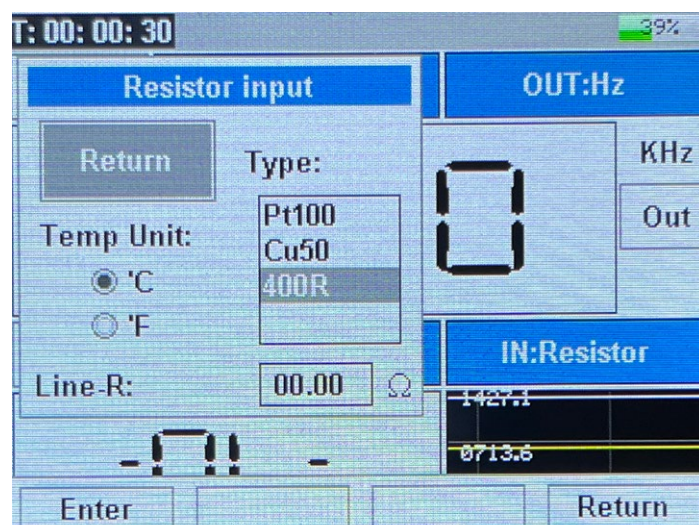 T: 00: 00: 30
39%
Resistor input
OUT:Hz
Return
Type:
Pt100
Cu50
400R
Temp Unit:
'C
'F
Line-R:
00.00 Ω
0
KHz
Out
IN:Resistor
1427.1
0713.6
Enter
Return